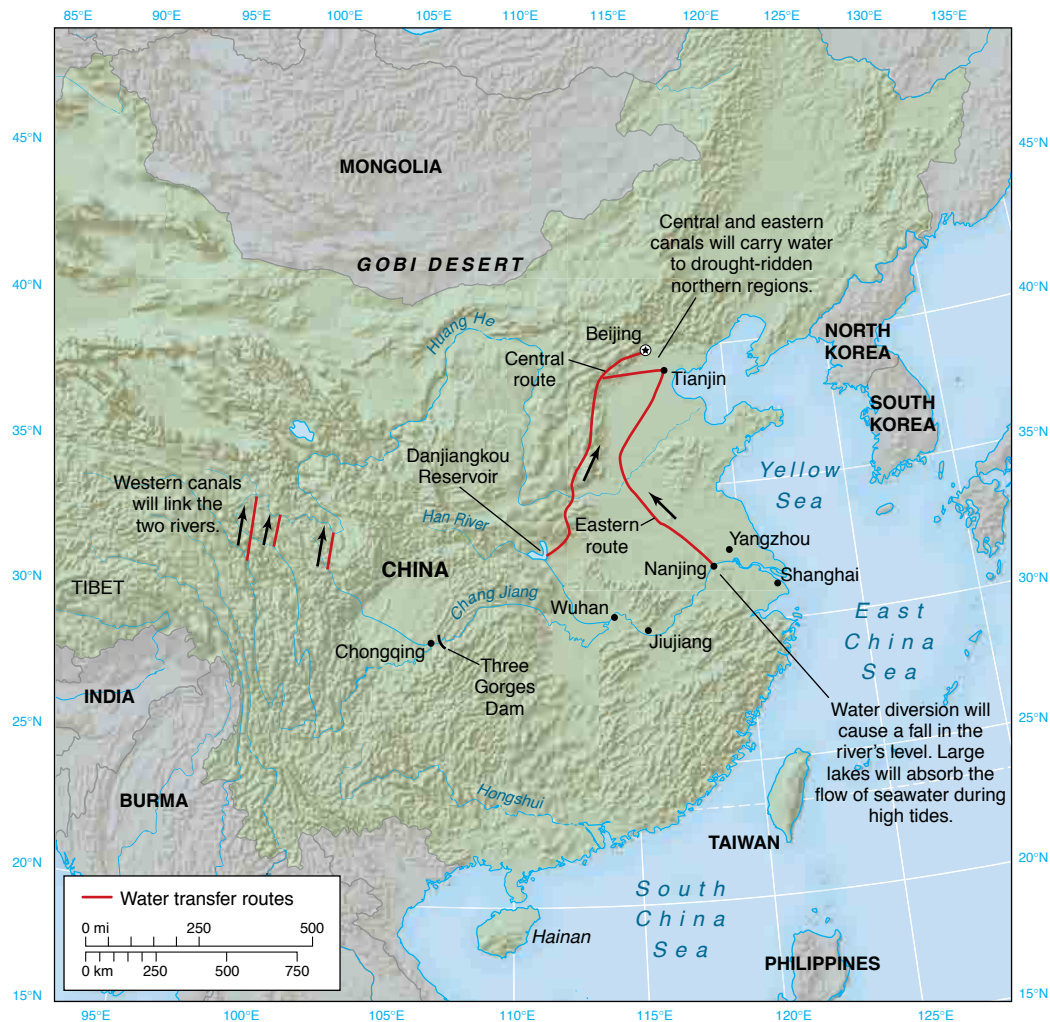 85°E 90°E 95°E 100°E 105°E 110°E 115°E 120°E 125°E 130°E 135°E
45°N
45°N
MONGOLIA
Central and eastern
canals will carry water
to drought-ridden
northern regions.
GOBI DESERT
40°N
40°N
Huang He
Beijing
NORTH
KOREA
Central
route
Tianjin
SOUTH
KOREA
35°N
35°N
Danjiangkou
Reservoir
Yellow
Sea
Western canals
will link the
two rivers.
Han River
Eastern
route
Yangzhou
CHINA
Nanjing
Shanghai
30°N
30°N
TIBET
Chang Jiang
Wuhan
East
China
Sea
Jiujiang
Chongqing
Three
Gorges
Dam
INDIA
25°N
25°N
Water diversion will
cause a fall in the
river's level. Large
lakes will absorb the
flow of seawater during
high tides.
BURMA
Hongshui
TAIWAN
20°N
20°N
Water transfer routes
0 mi 250 500
0 km 250 500 750
South
China
Sea
Hainan
PHILIPPINES
15°N
15°N
95°E 100°E 105°E 110°E 115°E 120°E 125°E